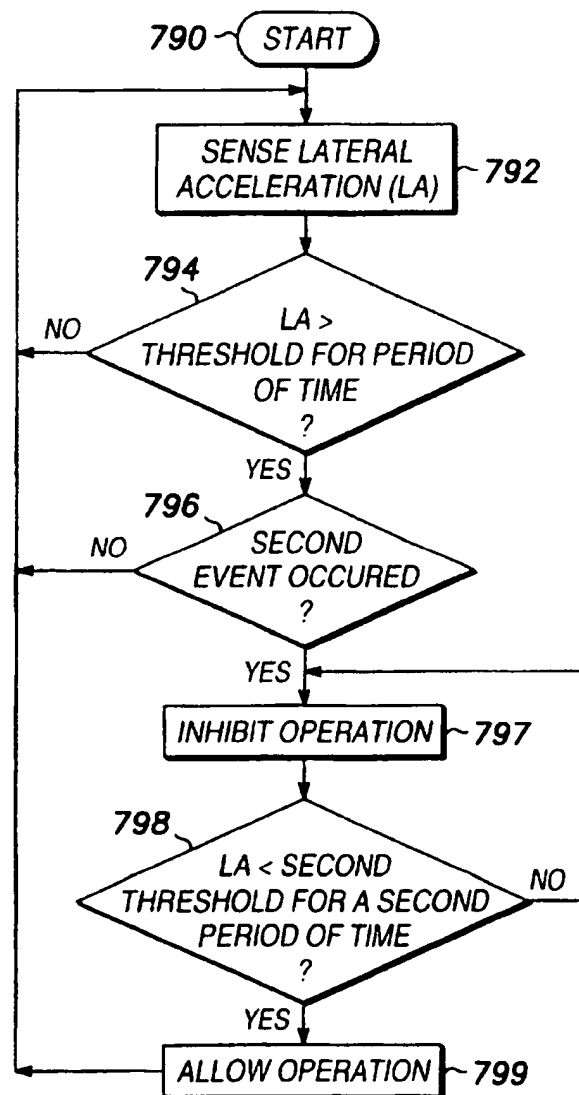 790
START
SENSE LATERAL
ACCELERATION (LA)
792
794
LA >
THRESHOLD FOR PERIOD
OF TIME
?
NO
YES
796
SECOND
EVENT OCCURED
?
NO
YES
INHIBIT OPERATION
797
798
LA < SECOND
THRESHOLD FOR A SECOND
PERIOD OF TIME
?
NO
YES
ALLOW OPERATION
799